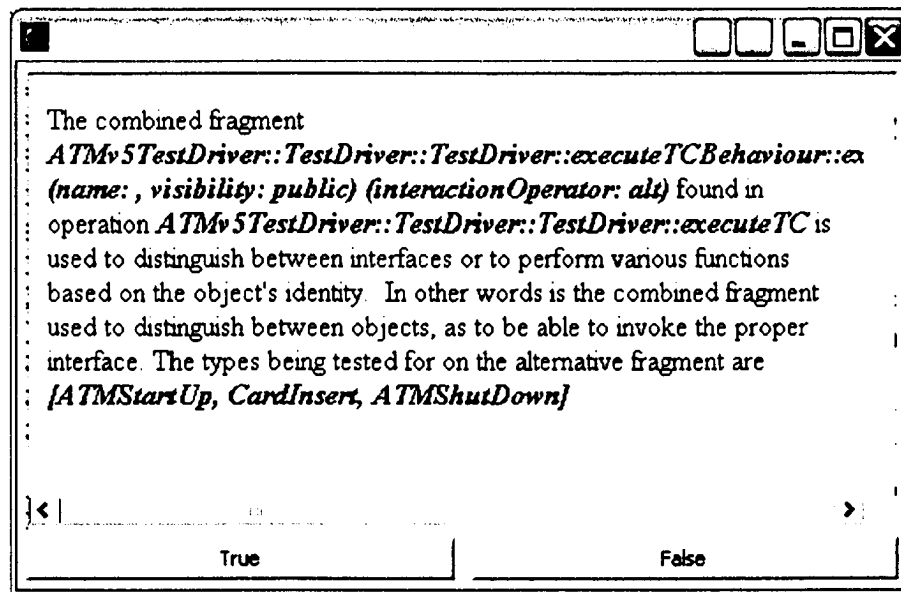 The combined fragment
ATMv5TestDriver::TestDriver::TestDriver::executeTCBehaviour::ex
(name: , visibility: public) (interactionOperator: alt) found in
operation ATMv5TestDriver::TestDriver::TestDriver::executeTC is
used to distinguish between interfaces or to perform various functions
based on the object's identity. In other words is the combined fragment
used to distinguish between objects, as to be able to invoke the proper
interface. The types being tested for on the alternative fragment are
[ATMStartUp, CardInsert, ATMShutDown]
True False